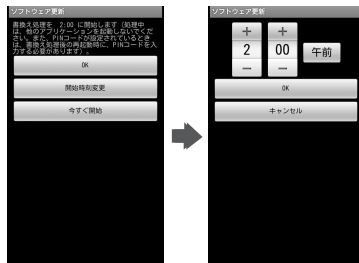 ソフトウェア更新
書換え処理を 2:00 に開始します（処理中
は、他のアプリケーションを起動しないでくだ
さい。また、PINコードが設定されているとき
は、書換え処理後の再起動時に、PINコードを入
力する必要があります）。
OK
開始時刻変更
今すぐ開始
ソフトウェア更新
+ +
2 00 午前
- -
OK
キャンセル